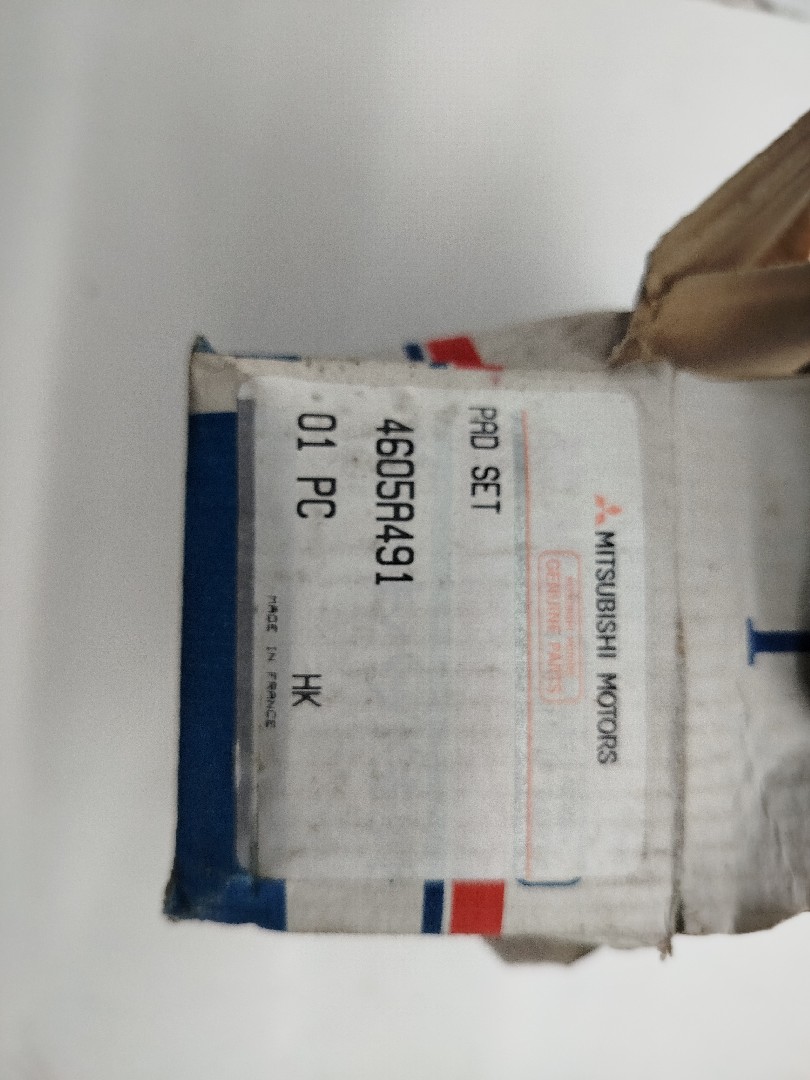 MITSUBISHI MOTORS
GENUINE PARTS
PAD SET
4605A491
01 PC
HK
MADE IN FRANCE